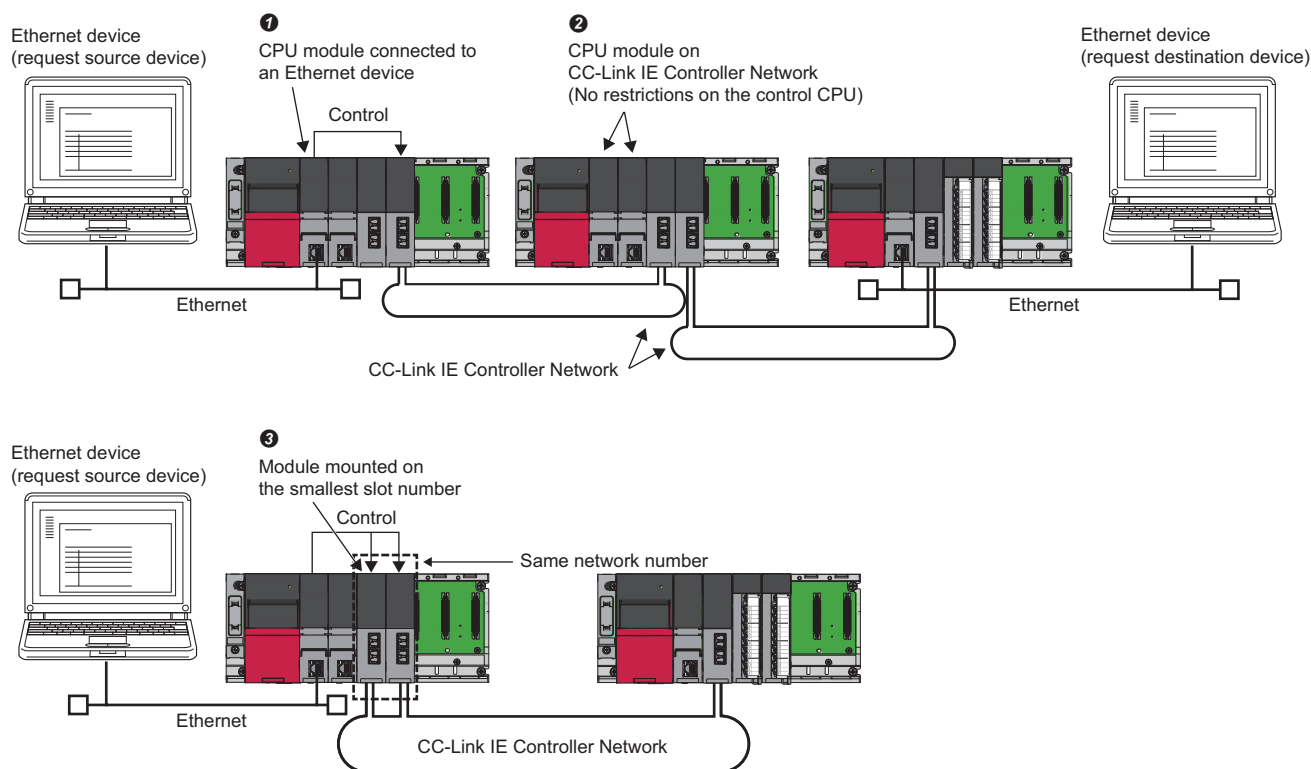 Ethernet device
(request source device)
❶
CPU module connected to
an Ethernet device
Control
❷
CPU module on
CC-Link IE Controller Network
(No restrictions on the control CPU)
Ethernet device
(request destination device)
Ethernet
Ethernet
CC-Link IE Controller Network
Ethernet device
(request source device)
❸
Module mounted on
the smallest slot number
Control
Same network number
Ethernet
CC-Link IE Controller Network